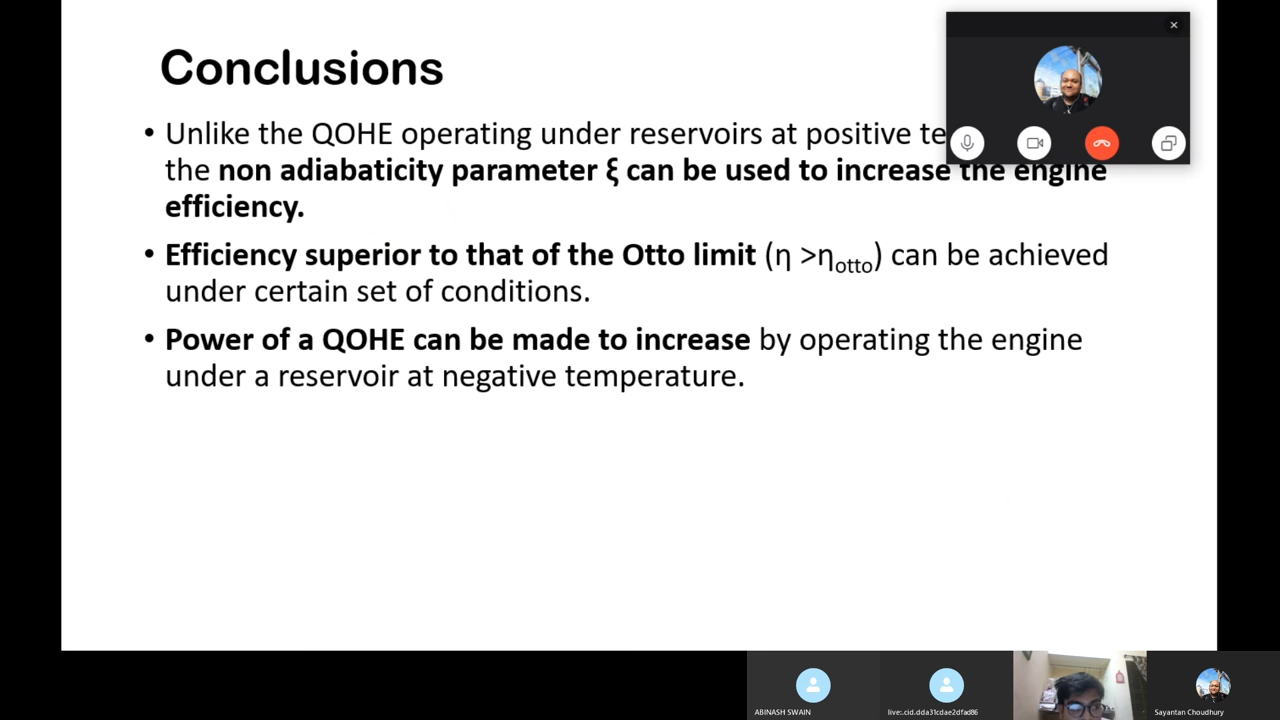 Conclusions
• Unlike the QOHE operating under reservoirs at positive te
the non adiabaticity parameter ξ can be used to increase the engine
efficiency.
• Efficiency superior to that of the Otto limit (η >ηotto) can be achieved
under certain set of conditions.
• Power of a QOHE can be made to increase by operating the engine
under a reservoir at negative temperature.
ABINASH SWAIN
live:.cid.dda31cdae2dfad86
Sayantan Choudhury